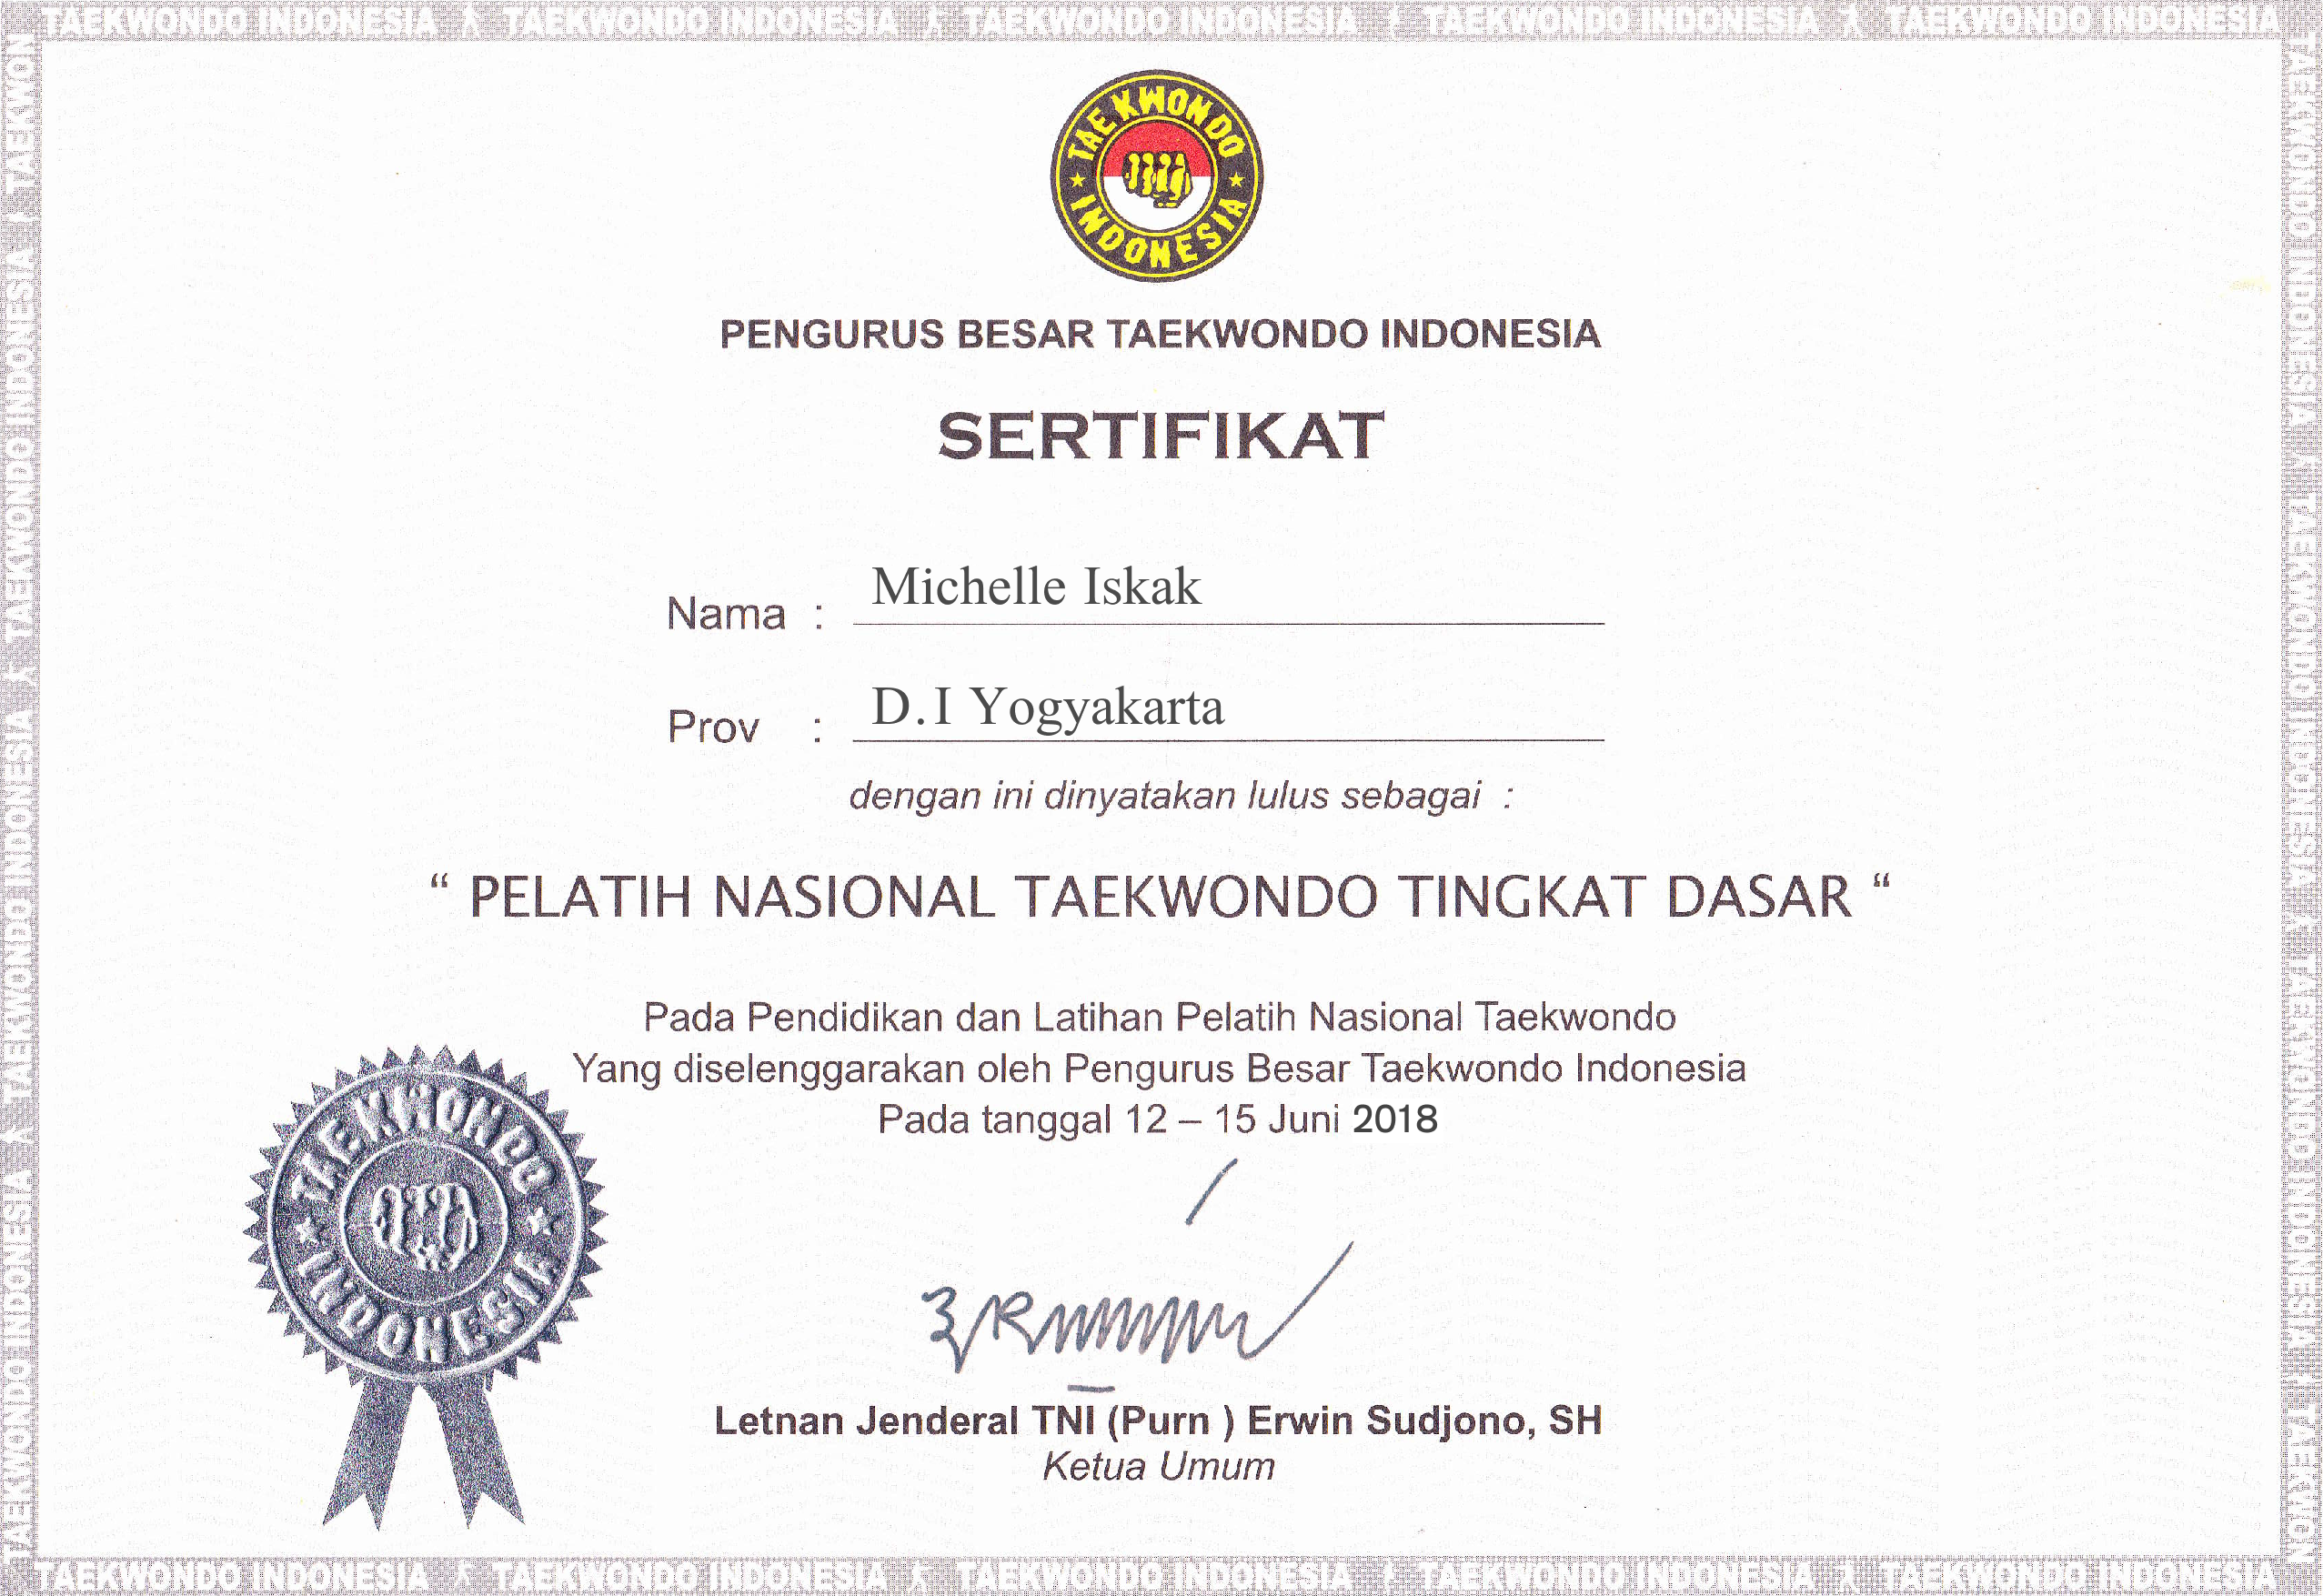 TAEKWONDO INDONESIA TAEKWONDO INDONESIA TAEKWONDO INDONESIA TAEKWONDO INDONESIA TAEKWONDO INDONESIA
TAEKWONDO INDONESIA
PENGURUS BESAR TAEKWONDO INDONESIA
SERTIFIKAT
Nama : Michelle Iskak
Prov : D.I Yogyakarta
dengan ini dinyatakan lulus sebagai :
“ PELATIH NASIONAL TAEKWONDO TINGKAT DASAR “
Pada Pendidikan dan Latihan Pelatih Nasional Taekwondo
Yang diselenggarakan oleh Pengurus Besar Taekwondo Indonesia
Pada tanggal 12 – 15 Juni 2018
TAEKWONDO INDONESIA
Letnan Jenderal TNI (Purn ) Erwin Sudjono, SH
Ketua Umum
TAEKWONDO INDONESIA TAEKWONDO INDONESIA TAEKWONDO INDONESIA TAEKWONDO INDONESIA TAEKWONDO INDONESIA